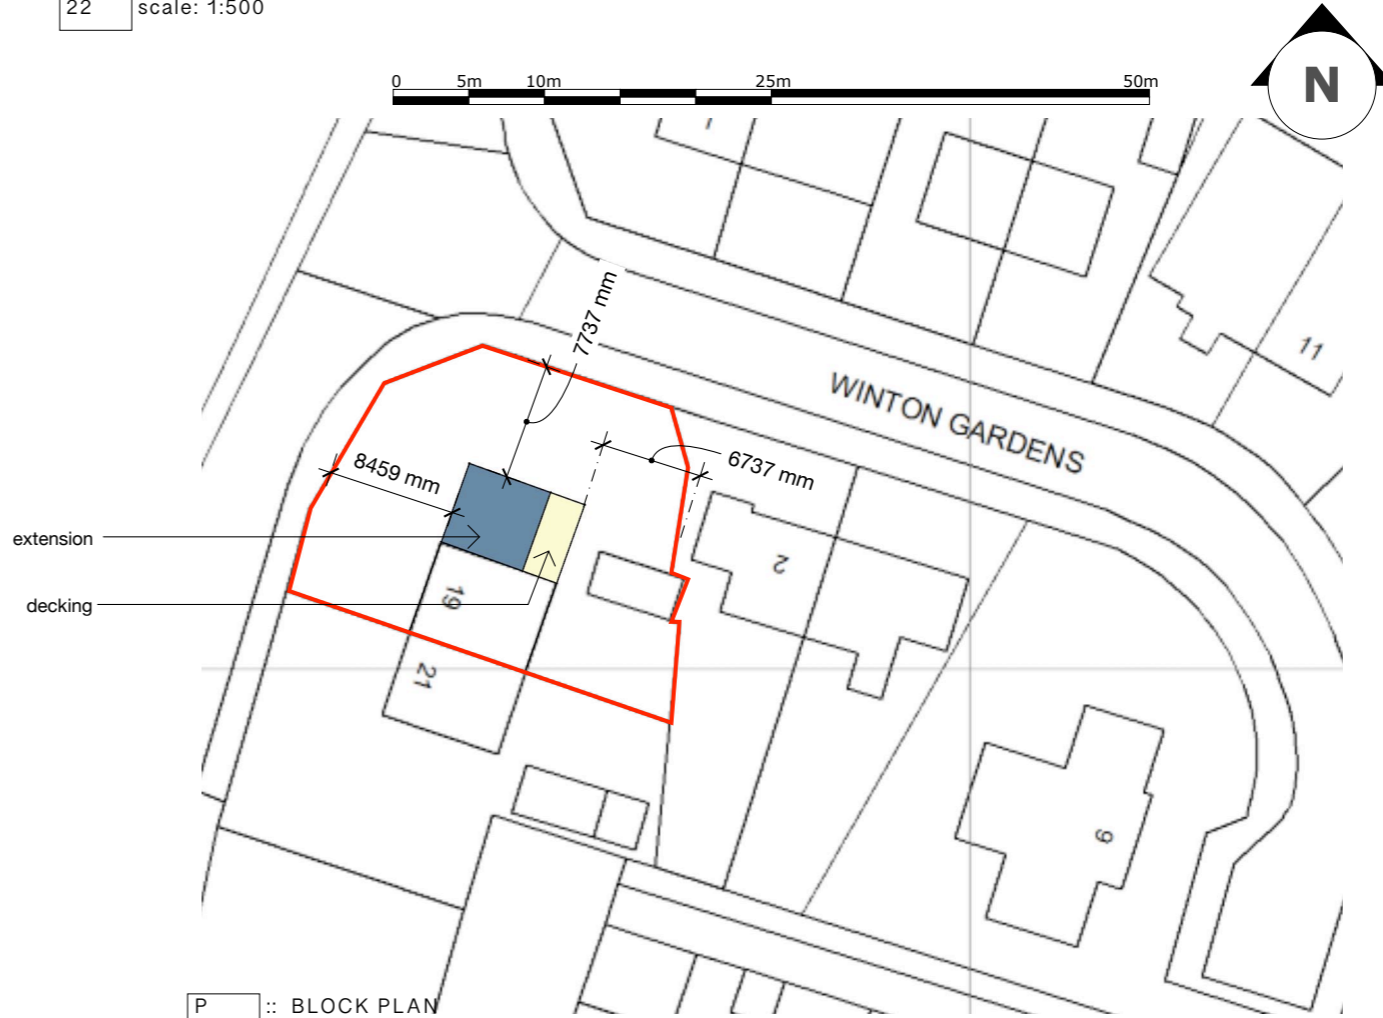 22 scale: 1:500
0 5m 10m 25m 50m
N
11
7737 mm
WINTON GARDENS
8459 mm
6737 mm
extension
2
decking
19
21
9
P :: BLOCK PLAN